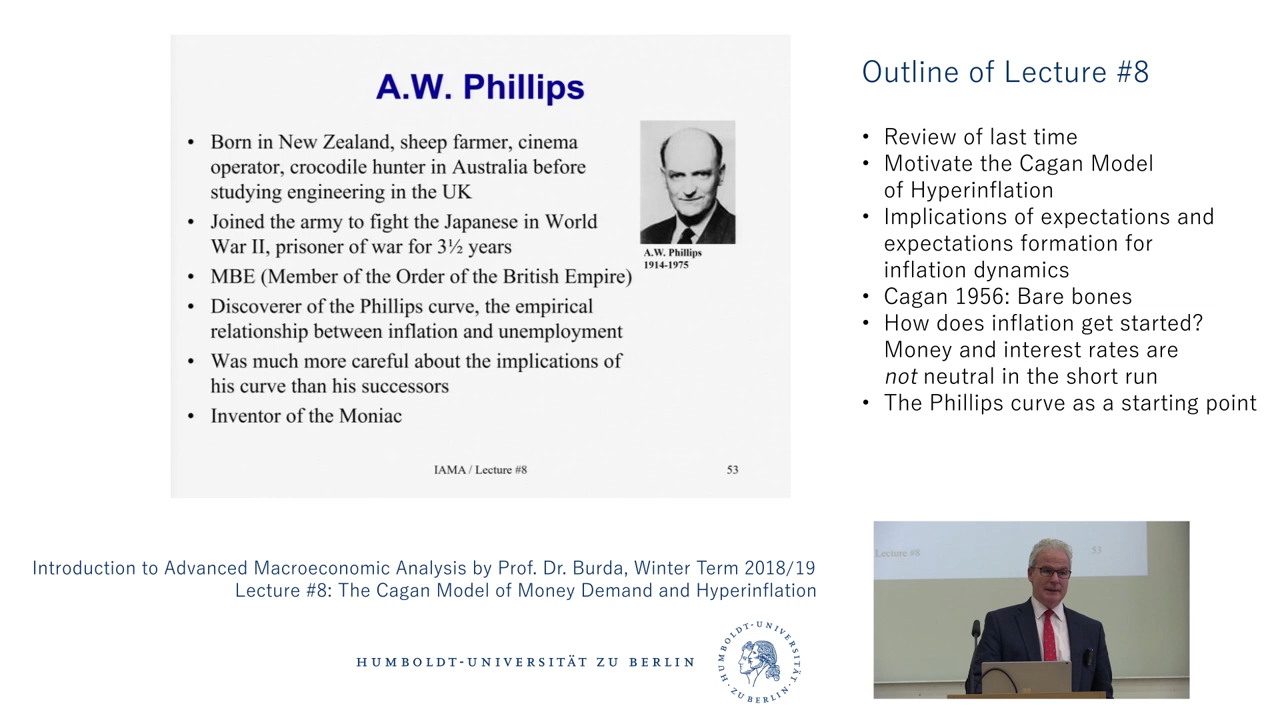 A.W. Phillips
• Born in New Zealand, sheep farmer, cinema
operator, crocodile hunter in Australia before
studying engineering in the UK
• Joined the army to fight the Japanese in World
War II, prisoner of war for 3½ years
• MBE (Member of the Order of the British Empire)
• Discoverer of the Phillips curve, the empirical
relationship between inflation and unemployment
• Was much more careful about the implications of
his curve than his successors
• Inventor of the Moniac
A.W. Phillips
1914-1975
IAMA / Lecture #8
53
Outline of Lecture #8
• Review of last time
• Motivate the Cagan Model
of Hyperinflation
• Implications of expectations and
expectations formation for
inflation dynamics
• Cagan 1956: Bare bones
• How does inflation get started?
Money and interest rates are
not neutral in the short run
• The Phillips curve as a starting point
Lecture #8
53
Introduction to Advanced Macroeconomic Analysis by Prof. Dr. Burda, Winter Term 2018/19
Lecture #8: The Cagan Model of Money Demand and Hyperinflation
HUMBOLDT-UNIVERSITÄT ZU BERLIN
HUMBOLDT-UNIVERSITÄT
ZU BERLIN